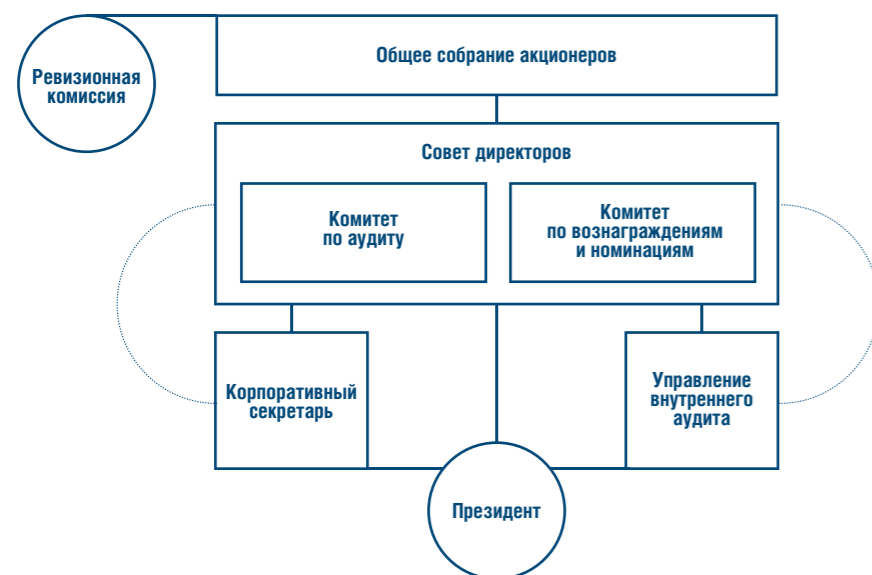 Общее собрание акционеров
Ревизионная
комиссия
Совет директоров
Комитет
по аудиту
Комитет
по вознаграждениям
и номинациям
Корпоративный
секретарь
Управление
внутреннего
аудита
Президент